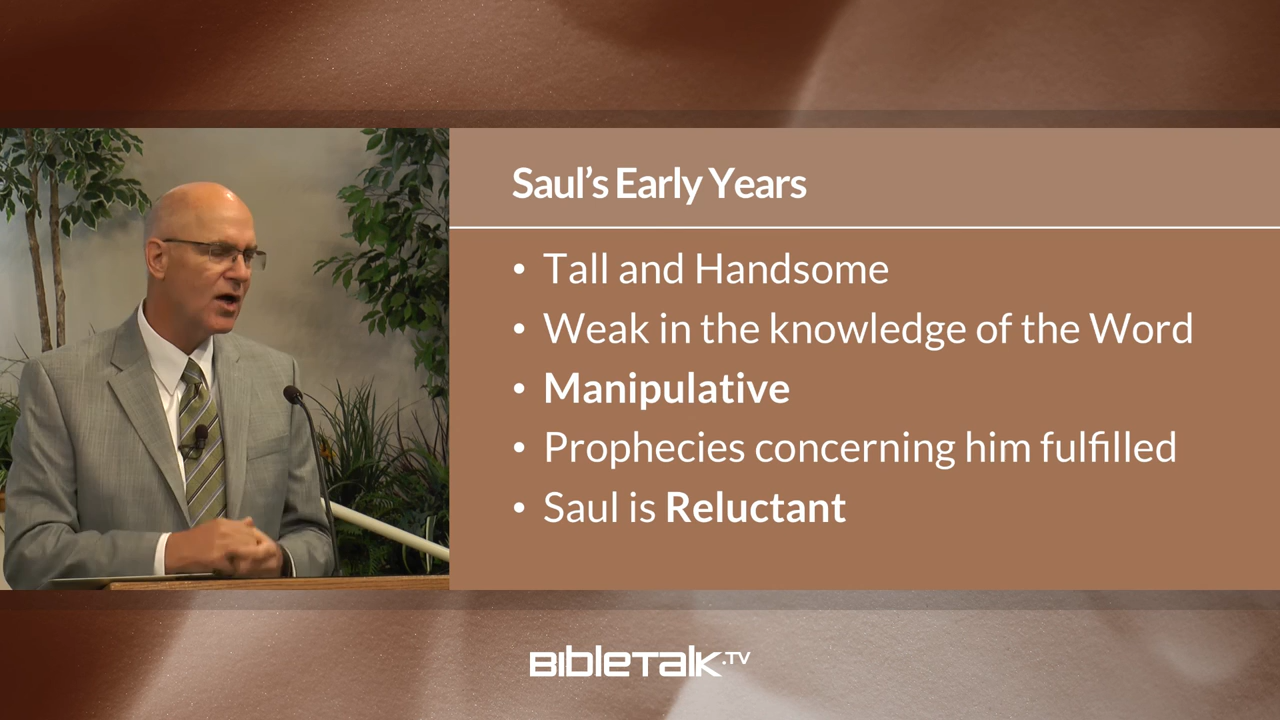 Saul’s Early Years
• Tall and Handsome
• Weak in the knowledge of the Word
• Manipulative
• Prophecies concerning him fulfilled
• Saul is Reluctant
BIBLETALK.TV